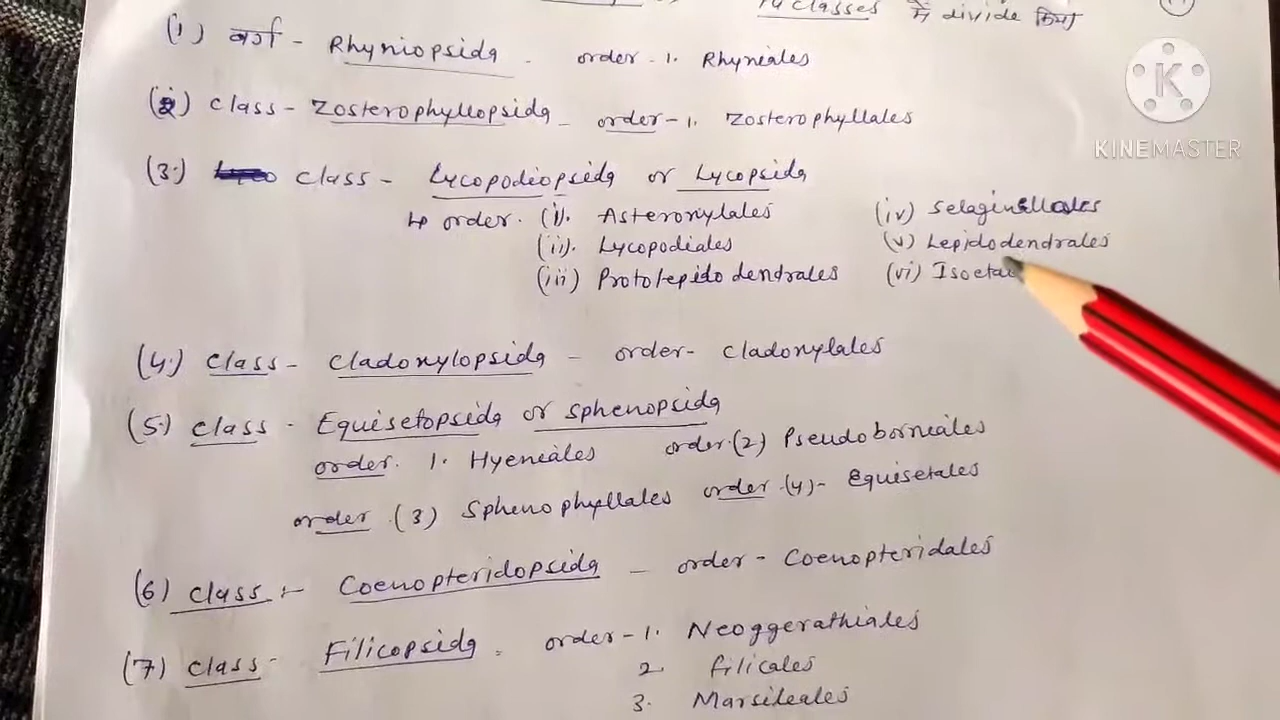 14 classes में divide किया
(1) वर्ग - Rhyniopsida - order - 1. Rhyniales
(2) class - Zosterophyllopsida - order - 1. Zosterophyllales
(3.) class - Lycopodiopsida or Lycopsida
↳ order. (i). Asteroxylales (iv) Selaginellales
(ii). Lycopodiales (v) Lepidodendrales
(iii) Protolepidodendrales (vi) Isoetal
(4.) class - Cladoxylopsida - order - Cladoxylales
(5.) class - Equisetopsida or Sphenopsida
order. 1. Hyeniales order.(2) Pseudoborniales
order (3) Sphenophyllales order (4) - Equisetales
(6) class :- Coenopteridopsida - order - Coenopteridales
(7) class - Filicopsida - order - 1. Neoggerathiales
2 filicales
3. Marsileales
KINEMASTER